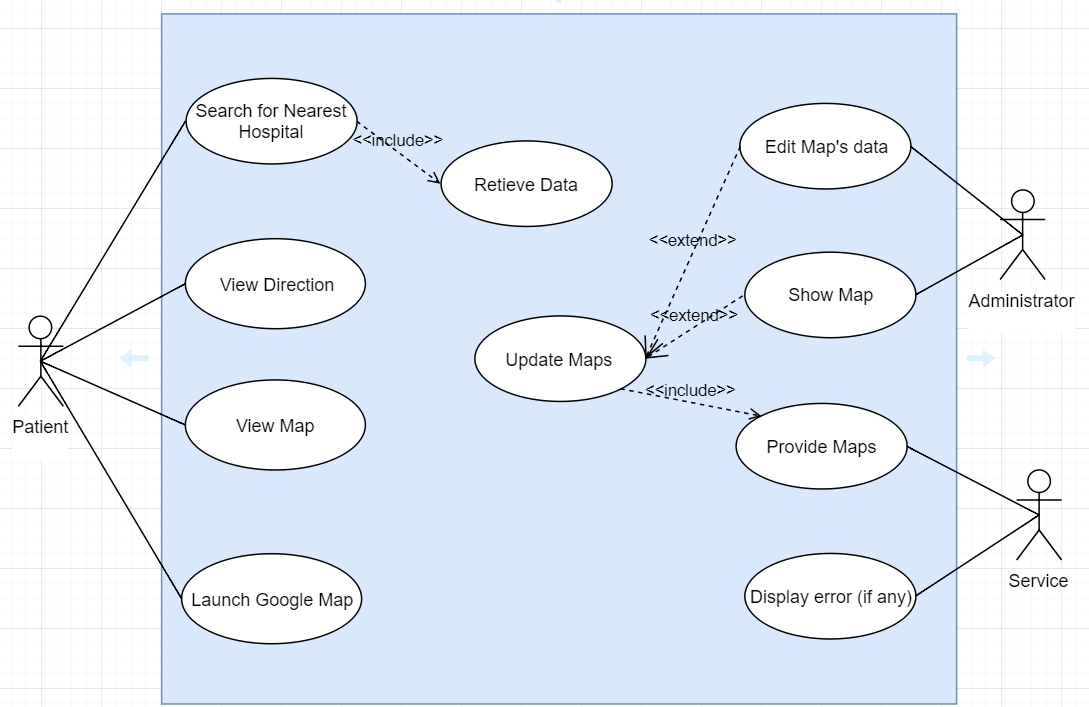 Search for Nearest
Hospital
<<include>>
Retieve Data
Edit Map's data
<<extend>>
View Direction
Show Map
Administrator
<<extend>>
Update Maps
<<include>>
Patient
View Map
Provide Maps
Service
Launch Google Map
Display error (if any)